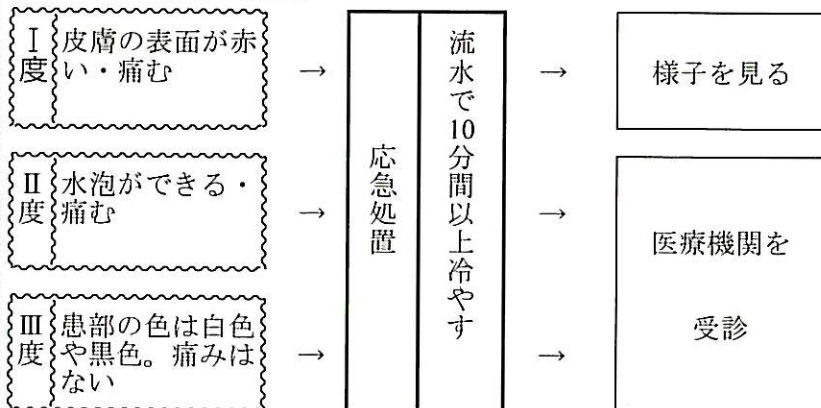 Ⅰ度
皮膚の表面が赤
い・痛む
→
→
様子を見る
Ⅱ度
水泡ができる・
痛む
→
応急処置
流水で10分間以上冷やす
→
医療機関を
受診
Ⅲ度
患部の色は白色
や黒色。痛みは
ない
→
→